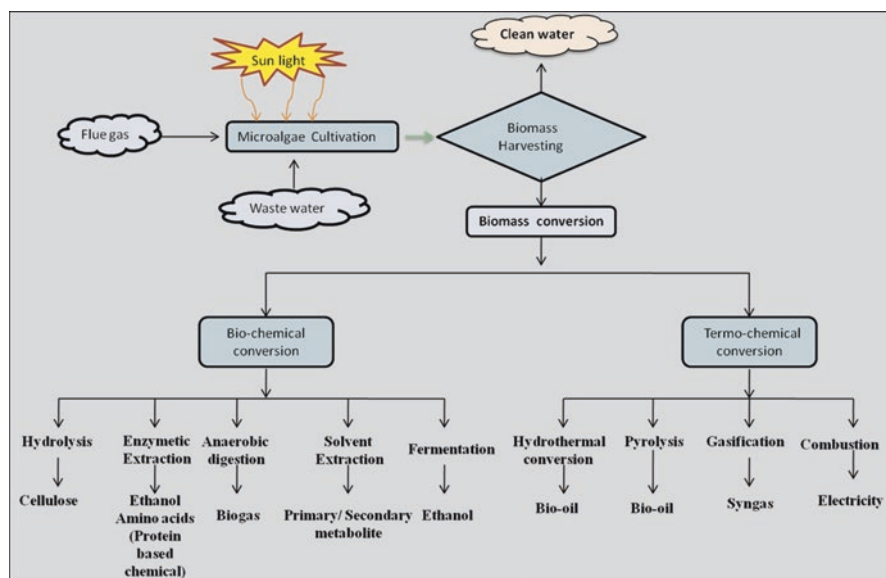 Clean water
Sun light
Flue gas
Microalgae Cultivation
Biomass
Harvesting
Waste water
Biomass conversion
Bio-chemical
conversion
Termo-chemical
conversion
Hydrolysis
Enzymetic
Extraction
Anaerobic
digestion
Solvent
Extraction
Fermentation
Hydrothermal
conversion
Pyrolysis
Gasification
Combustion
Cellulose
Ethanol
Amino acids
(Protein
based
chemical)
Biogas
Primary/ Secondary
metabolite
Ethanol
Bio-oil
Bio-oil
Syngas
Electricity